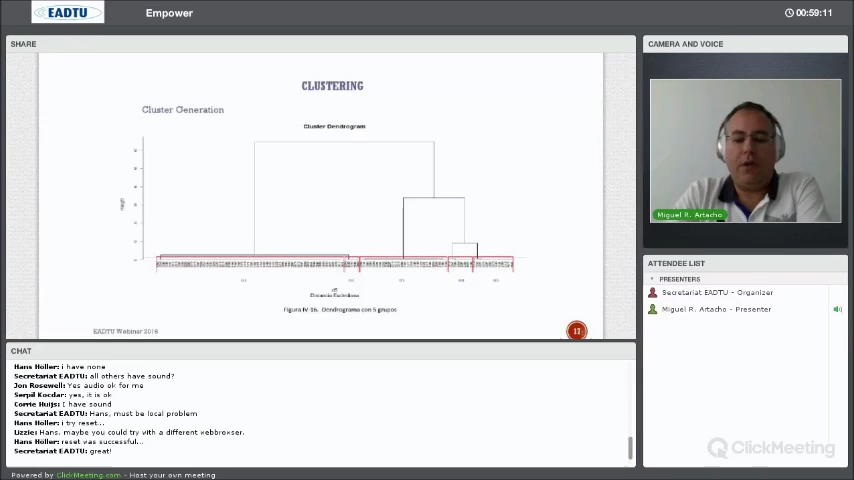 EADTU
Empower
00:59:11
SHARE
CLUSTERING
Cluster Generation
Cluster Dendrogram
Figura IV-16. Dendrograma con 5 grupos
EADTU Webinar 2016
17
CAMERA AND VOICE
Miguel R. Artacho
ATTENDEE LIST
PRESENTERS
Secretariat EADTU - Organizer
Miguel R. Artacho - Presenter
CHAT
Hans Höller: i have none
Secretariat EADTU: all others have sound?
Jon Rosewell: Yes audio ok for me
Serpil Kocdar: yes, it is ok
Corrie Huijs: I have sound
Secretariat EADTU: Hans, must be local problem
Hans Höller: i try reset...
Lizzie: Hans, maybe you could try with a different webbrowser.
Hans Höller: reset was successful...
Secretariat EADTU: great!
ClickMeeting
Powered by ClickMeeting.com - Host your own meeting